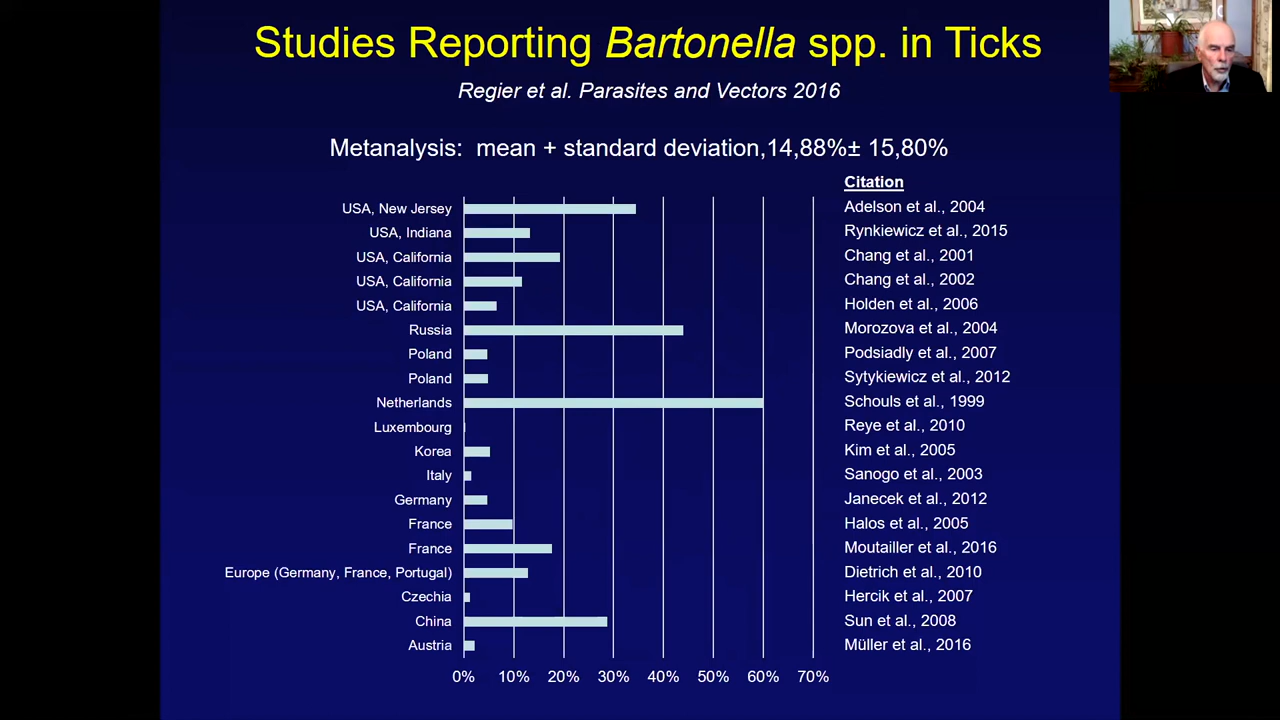 Studies Reporting Bartonella spp. in Ticks
Regier et al. Parasites and Vectors 2016
Metanalysis: mean + standard deviation,14,88%± 15,80%
Citation
USA, New Jersey Adelson et al., 2004
USA, Indiana Rynkiewicz et al., 2015
USA, California Chang et al., 2001
USA, California Chang et al., 2002
USA, California Holden et al., 2006
Russia Morozova et al., 2004
Poland Podsiadly et al., 2007
Poland Sytykiewicz et al., 2012
Netherlands Schouls et al., 1999
Luxembourg Reye et al., 2010
Korea Kim et al., 2005
Italy Sanogo et al., 2003
Germany Janecek et al., 2012
France Halos et al., 2005
France Moutailler et al., 2016
Europe (Germany, France, Portugal) Dietrich et al., 2010
Czechia Hercik et al., 2007
China Sun et al., 2008
Austria Müller et al., 2016
0% 10% 20% 30% 40% 50% 60% 70%